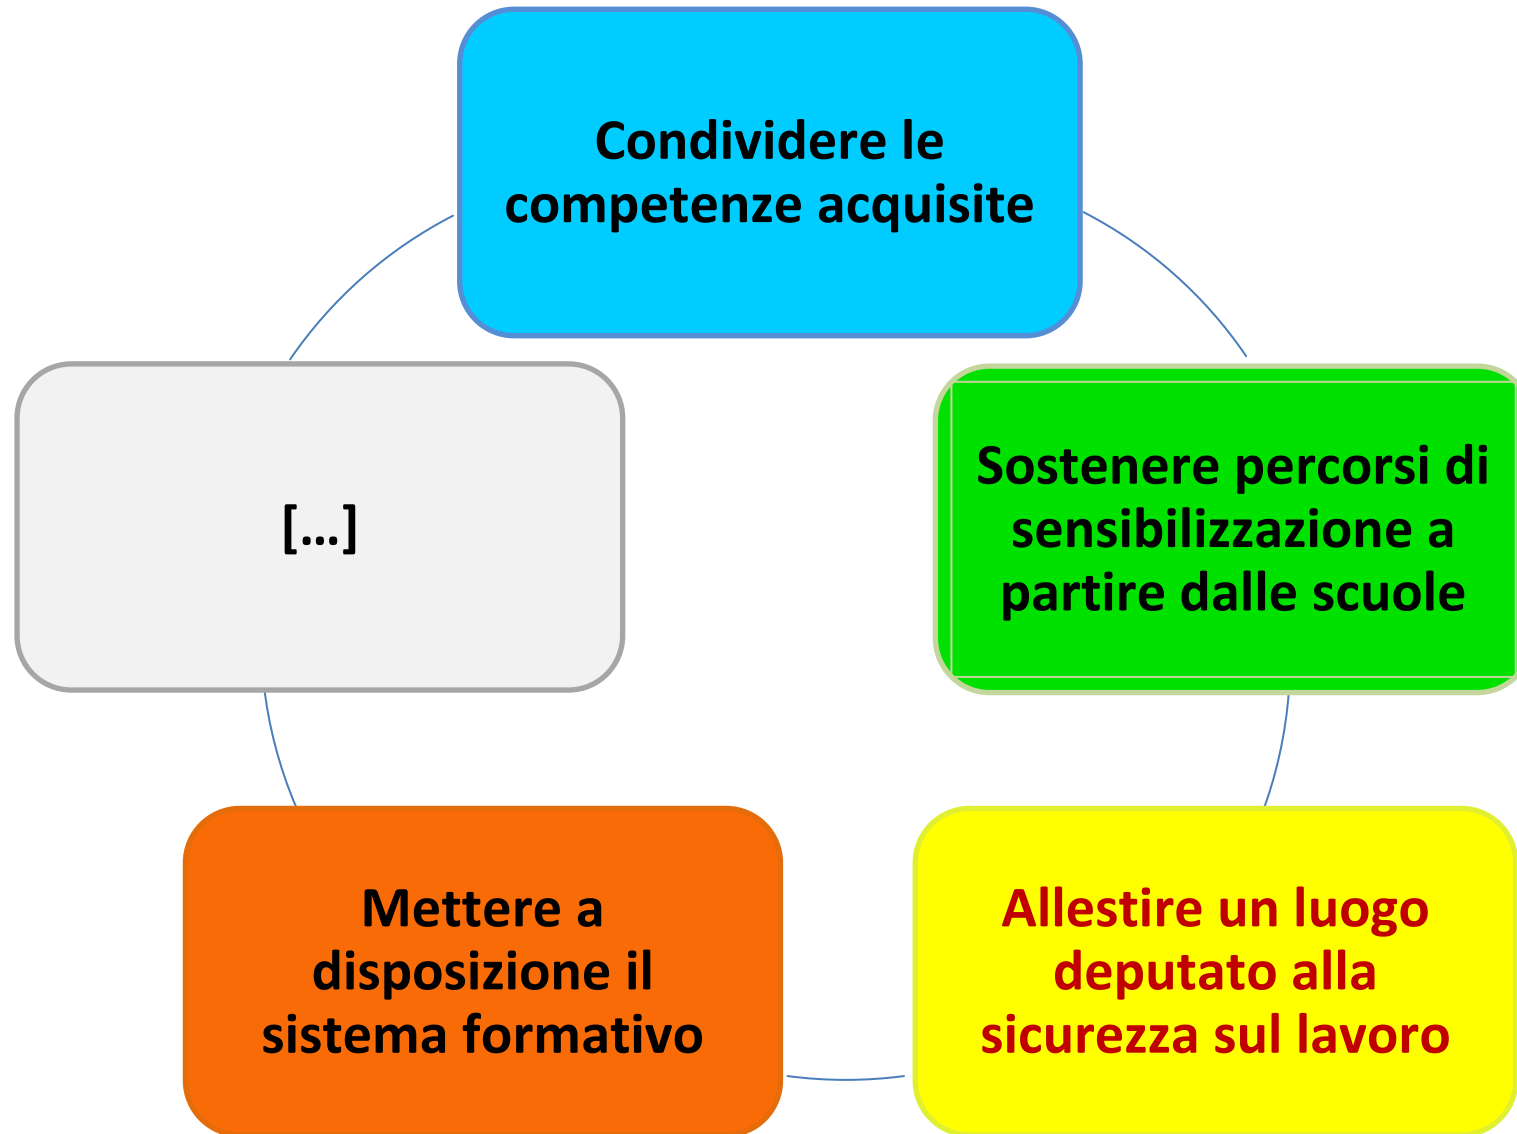 Condividere le
competenze acquisite
Sostenere percorsi di
sensibilizzazione a
partire dalle scuole
Allestire un luogo
deputato alla
sicurezza sul lavoro
Mettere a
disposizione il
sistema formativo
[…]